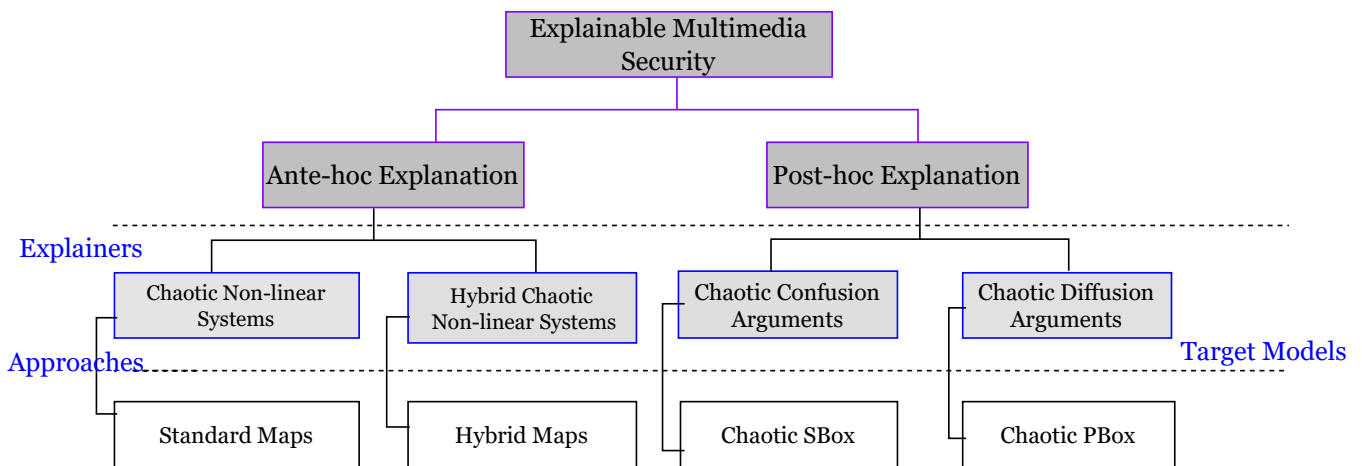 Explainable Multimedia
Security
Ante-hoc Explanation
Post-hoc Explanation
Explainers
Chaotic Non-linear
Systems
Hybrid Chaotic
Non-linear Systems
Chaotic Confusion
Arguments
Chaotic Diffusion
Arguments
Approaches
Target Models
Standard Maps
Hybrid Maps
Chaotic SBox
Chaotic PBox